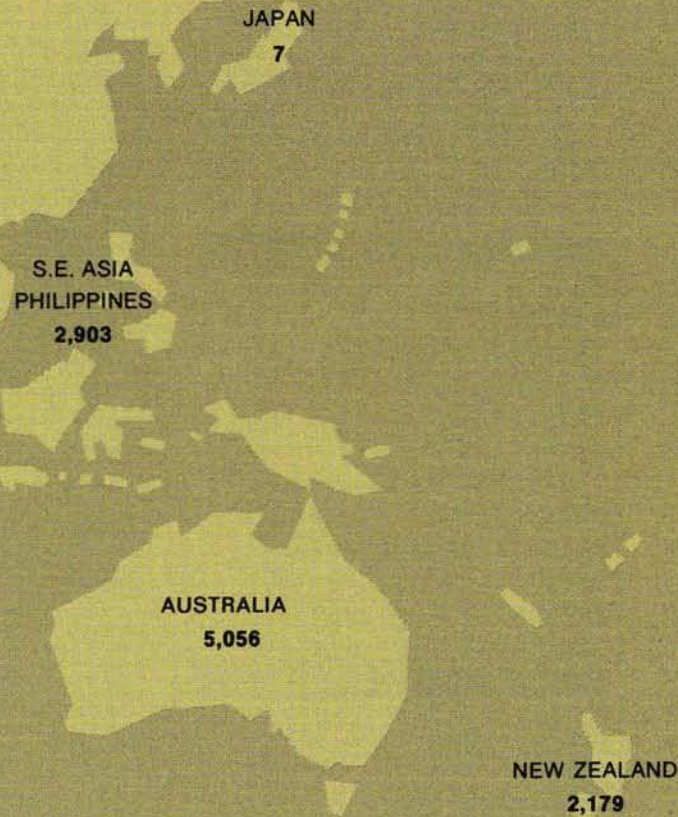 JAPAN
7
S.E. ASIA
PHILIPPINES
2,903
AUSTRALIA
5,056
NEW ZEALAND
2,179